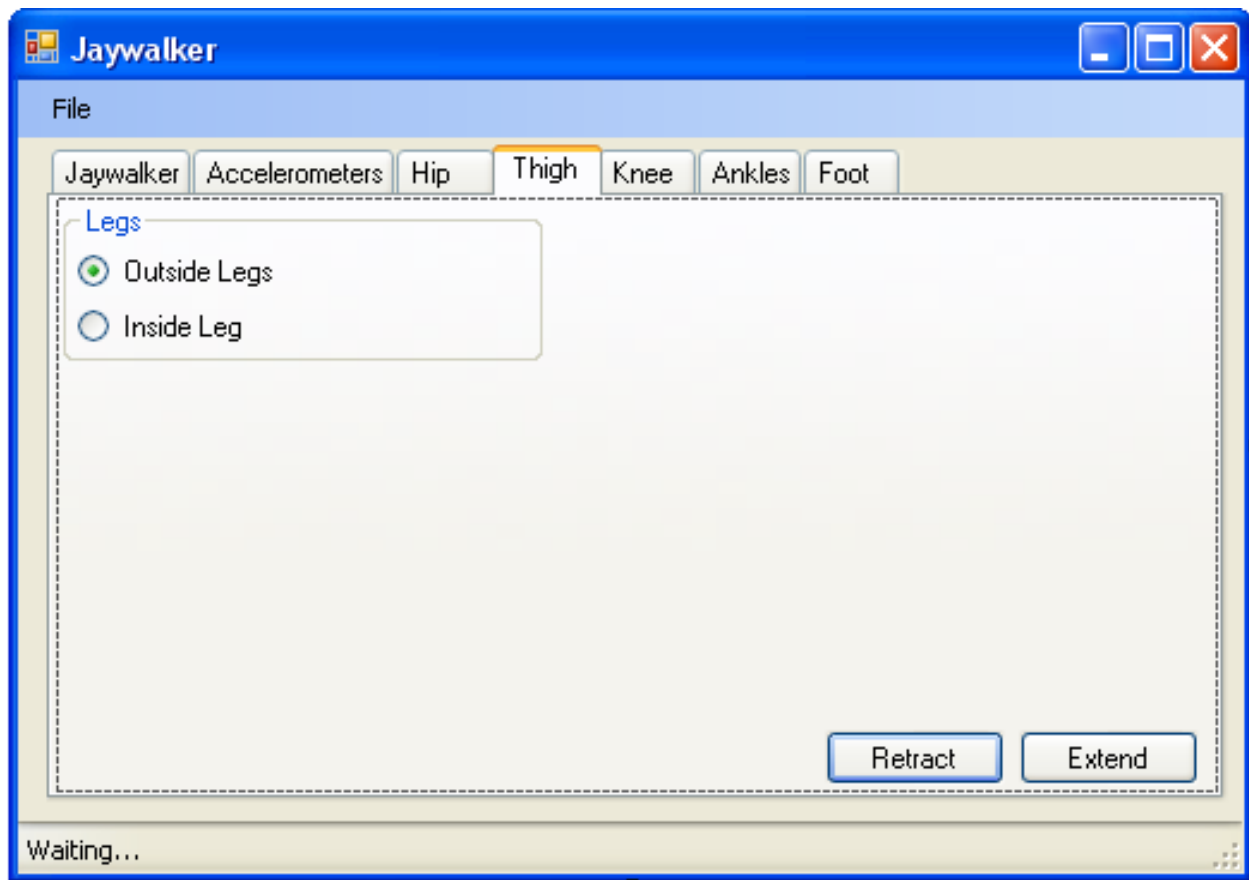 Jaywalker
File
Jaywalker Accelerometers Hip Thigh Knee Ankles Foot
Legs
Outside Legs
Inside Leg
Retract Extend
Waiting...